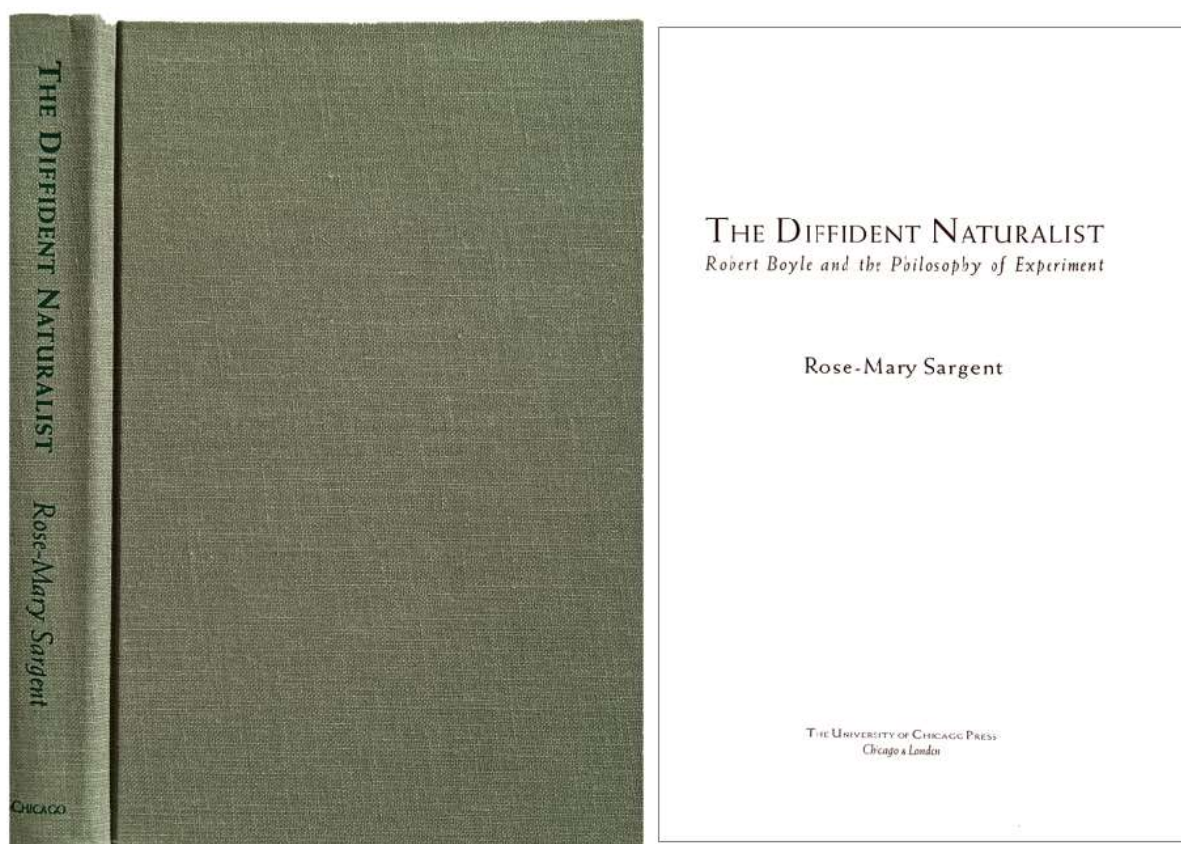 THE DIFFIDENT NATURALIST Rose-Mary Sargent CHICAGO
THE DIFFIDENT NATURALIST
Robert Boyle and the Philosophy of Experiment
Rose-Mary Sargent
THE UNIVERSITY OF CHICAGO PRESS
Chicago & London